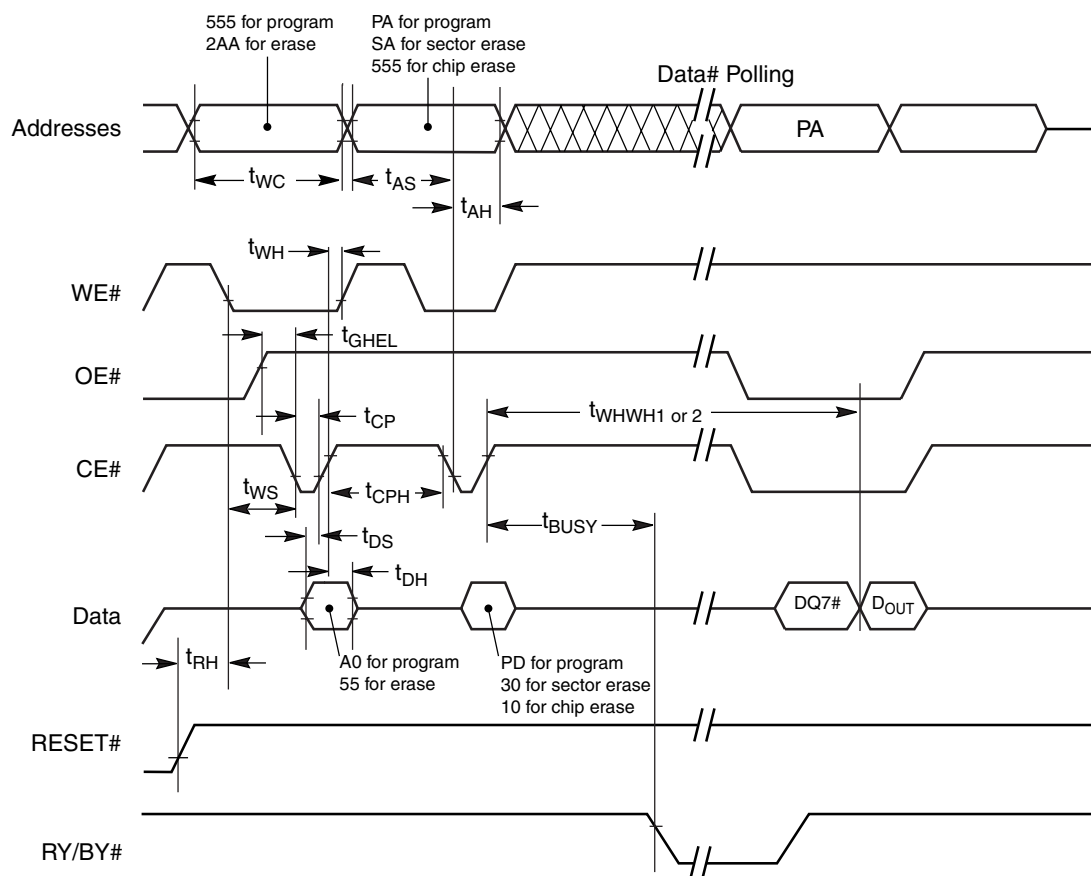 555 for program
2AA for erase
PA for program
SA for sector erase
555 for chip erase
Data# Polling
Addresses
PA
tWC
tAS
tAH
tWH
WE#
tGHEL
OE#
tWHWH1 or 2
tCP
CE#
tWS
tCPH
tBUSY
tDS
tDH
Data
DQ7#
DOUT
tRH
A0 for program
55 for erase
PD for program
30 for sector erase
10 for chip erase
RESET#
RY/BY#